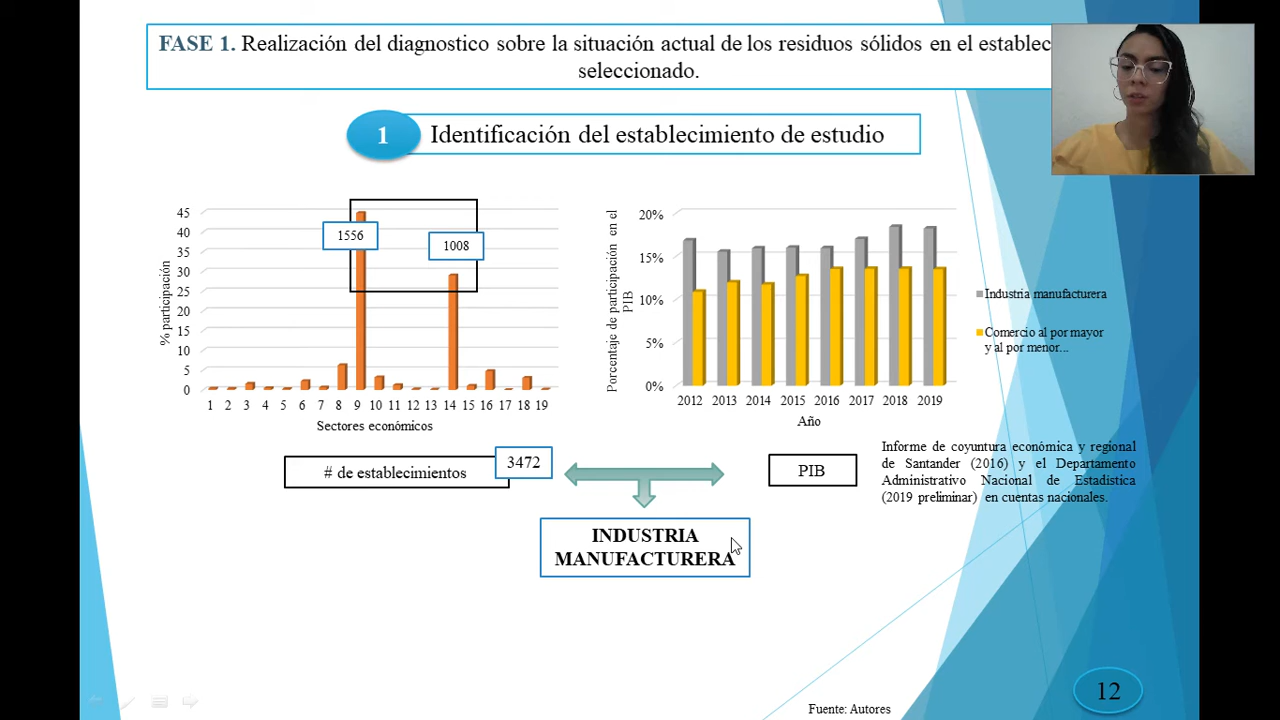 FASE 1. Realización del diagnostico sobre la situación actual de los residuos sólidos en el establec
seleccionado.
1
Identificación del establecimiento de estudio
% participación
45
40
35
30
25
20
15
10
5
0
1556
1008
1 2 3 4 5 6 7 8 9 10 11 12 13 14 15 16 17 18 19
Sectores económicos
Porcentaje de participación en el
PIB
20%
15%
10%
5%
0%
2012 2013 2014 2015 2016 2017 2018 2019
Año
Industria manufacturera
Comercio al por mayor
y al por menor...
# de establecimientos
3472
PIB
Informe de coyuntura económica y regional
de Santander (2016) y el Departamento
Administrativo Nacional de Estadística
(2019 preliminar) en cuentas nacionales.
INDUSTRIA
MANUFACTURERA
12
Fuente: Autores